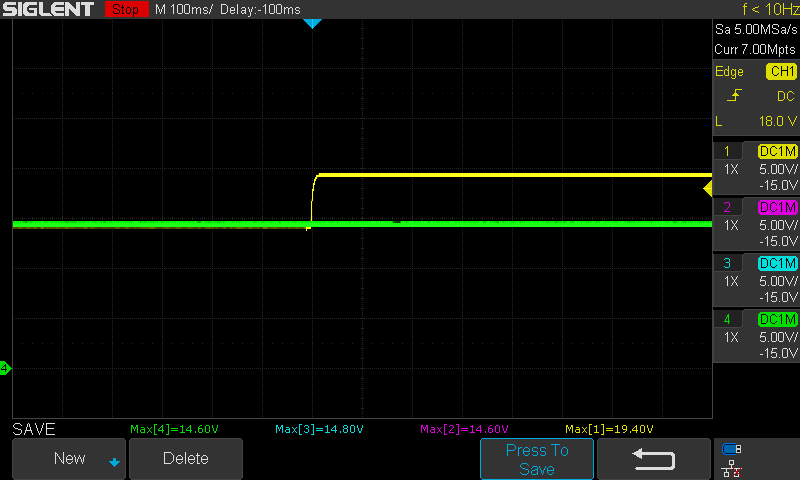 SIGLENT Stop M 100ms/ Delay:-100ms f < 10Hz
Sa 5.00MSa/s
Curr 7.00Mpts
Edge CH1
DC
L 18.0 V
1 DC1M
1X 5.00V/
-15.0V
2 DC1M
1X 5.00V/
-15.0V
3 DC1M
1X 5.00V/
-15.0V
4 DC1M
1X 5.00V/
-15.0V
4
SAVE Max[4]=14.60V Max[3]=14.80V Max[2]=14.60V Max[1]=19.40V
New Delete Press To
Save